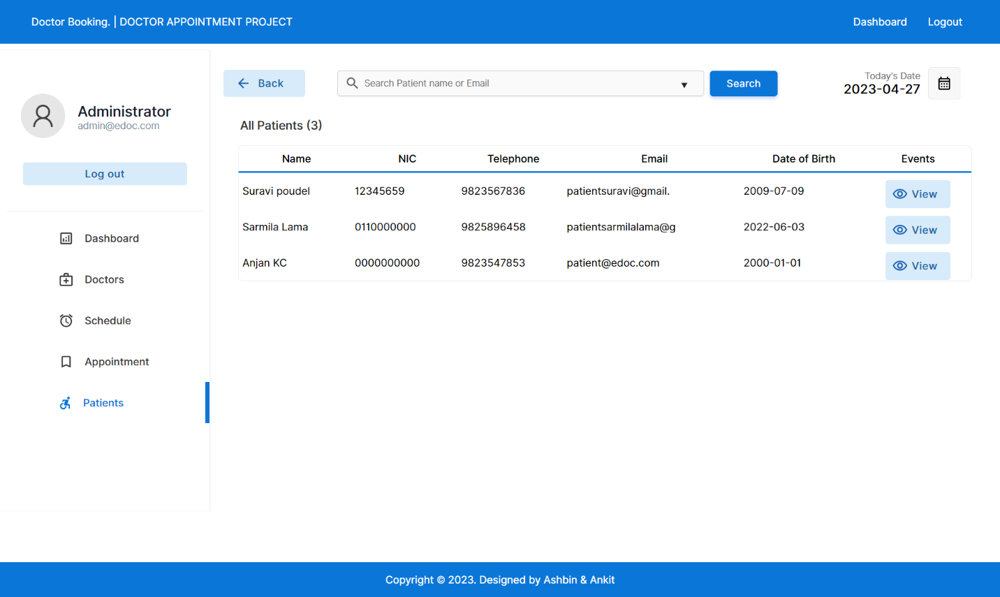 Doctor Booking. | DOCTOR APPOINTMENT PROJECT
Dashboard
Logout
Administrator
admin@edoc.com
Log out
Dashboard
Doctors
Schedule
Appointment
Patients
Back
Search Patient name or Email
Search
Today's Date
2023-04-27
All Patients (3)
Name NIC Telephone Email Date of Birth Events
Suravi poudel 12345659 9823567836 patientsuravi@gmail. 2009-07-09 View
Sarmila Lama 0110000000 9825896458 patientsarmilalama@g 2022-06-03 View
Anjan KC 0000000000 9823547853 patient@edoc.com 2000-01-01 View
Copyright © 2023. Designed by Ashbin & Ankit